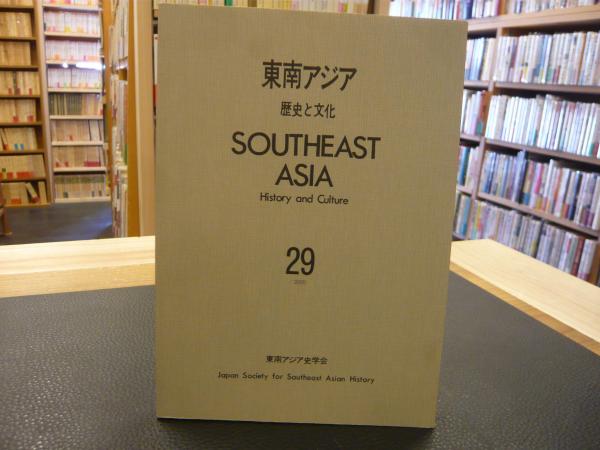 東南アジア
歴史と文化
SOUTHEAST
ASIA
History and Culture
29
2000
東南アジア史学会
Japan Society for Southeast Asian History